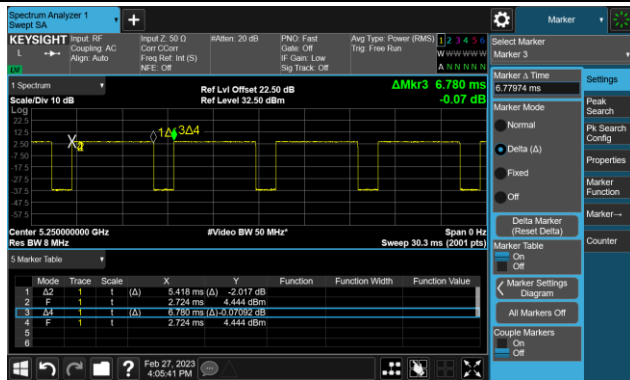 Spectrum Analyzer 1
Swept SA
Marker
KEYSIGHT Input: RF Input Z: 50 Ω #Atten: 20 dB PNO: Fast Avg Type: Power (RMS) 1 2 3 4 5 6
L Coupling: AC Corr CCorr Gate: Off Trig: Free Run W W W W W W
Align: Auto Freq Ref: Int (S) IF Gain: Low
NFE: Off Sig Track: Off A N N N N N
Select Marker
Marker 3
1 Spectrum Ref Lvl Offset 22.50 dB ΔMkr3 6.780 ms
Scale/Div 10 dB Ref Level 32.50 dBm -0.07 dB
Log
22.5
12.5
2.50
-7.50
-17.5
-27.5
-37.5
-47.5
-57.5
1Δ2 3Δ4
Center 5.250000000 GHz #Video BW 50 MHz* Span 0 Hz
Res BW 8 MHz Sweep 30.3 ms (2001 pts)
5 Marker Table
Mode Trace Scale X Y Function Function Width Function Value
1 Δ2 1 t (Δ) 5.418 ms (Δ) -2.017 dB
2 F 1 t 2.724 ms 4.444 dBm
3 Δ4 1 t (Δ) 6.780 ms (Δ) -0.07092 dB
4 F 1 t 2.724 ms 4.444 dBm
5
6
Marker Δ Time
6.77974 ms
Marker Mode
Normal
Delta (Δ)
Fixed
Off
Delta Marker
(Reset Delta)
Marker Table
On
Off
Marker Settings
Diagram
All Markers Off
Couple Markers
On
Off
Settings
Peak
Search
Pk Search
Config
Properties
Marker
Function
Marker→
Counter
Feb 27, 2023
4:05:41 PM